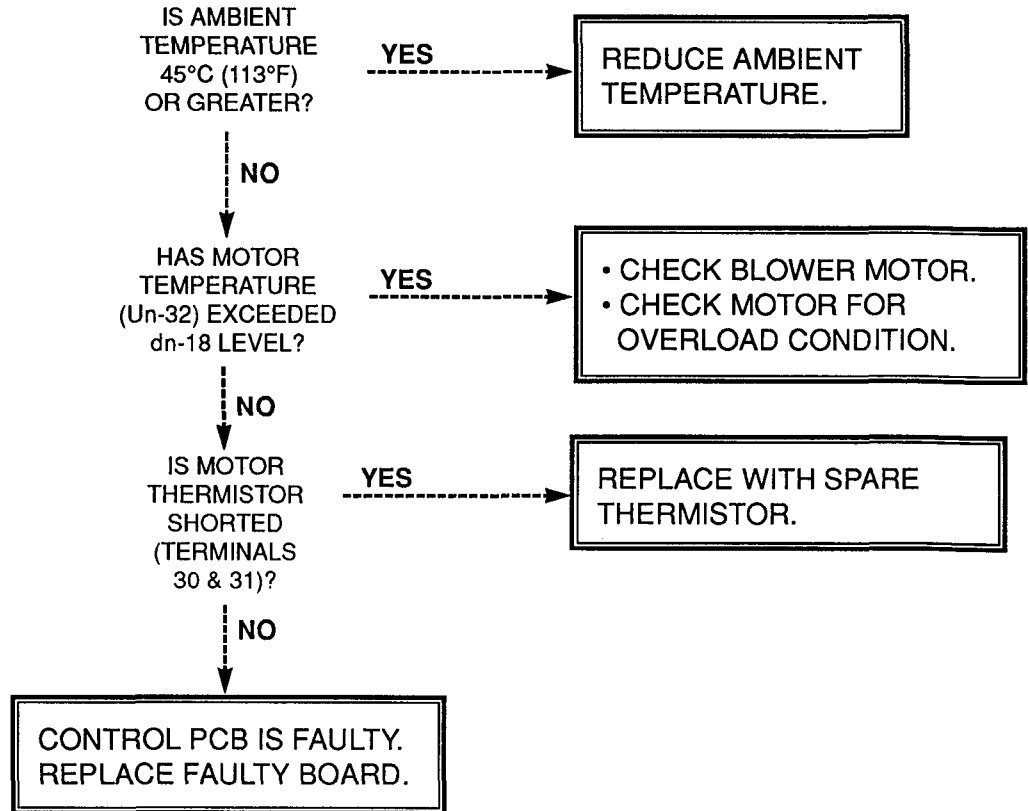 IS AMBIENT
TEMPERATURE
45°C (113°F)
OR GREATER?
YES
REDUCE AMBIENT
TEMPERATURE.
NO
HAS MOTOR
TEMPERATURE
(Un-32) EXCEEDED
dn-18 LEVEL?
YES
• CHECK BLOWER MOTOR.
• CHECK MOTOR FOR
OVERLOAD CONDITION.
NO
IS MOTOR
THERMISTOR
SHORTED
(TERMINALS
30 & 31)?
YES
REPLACE WITH SPARE
THERMISTOR.
NO
CONTROL PCB IS FAULTY.
REPLACE FAULTY BOARD.